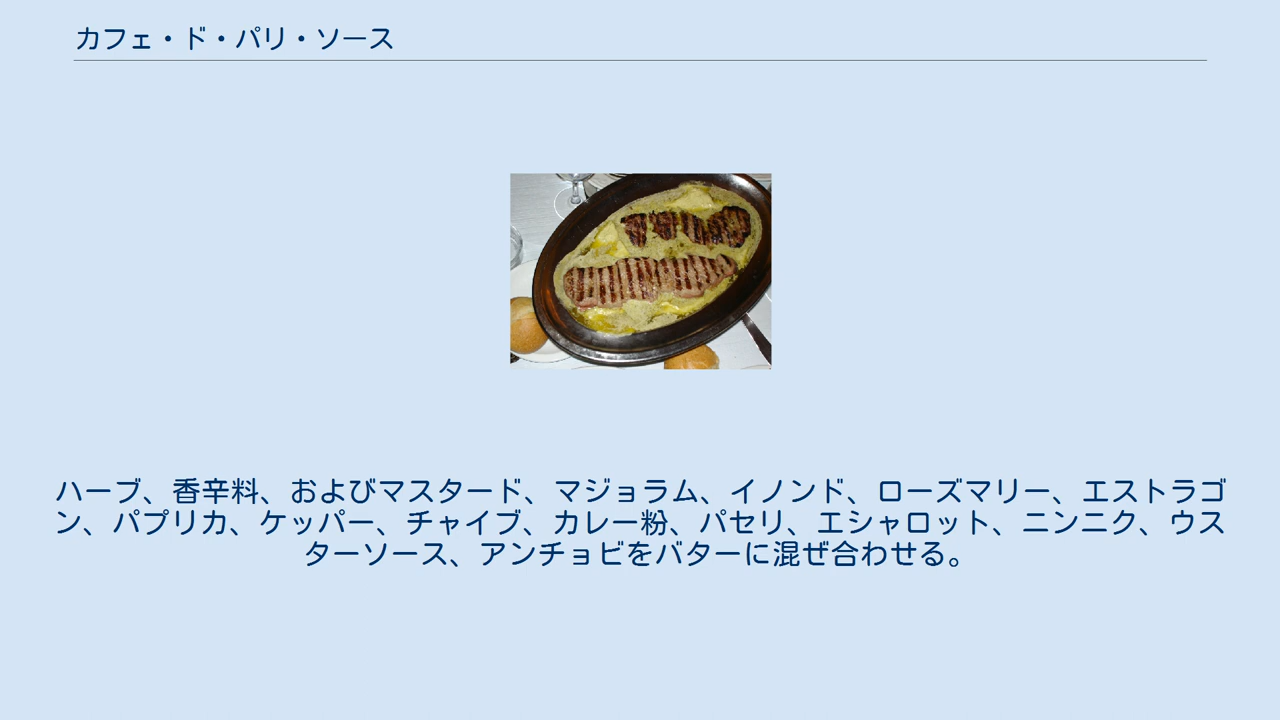 カフェ・ド・パリ・ソース
ハーブ、香辛料、およびマスタード、マジョラム、イノンド、ローズマリー、エストラゴ
ン、パプリカ、ケッパー、チャイブ、カレー粉、パセリ、エシャロット、ニンニク、ウス
ターソース、アンチョビをバターに混ぜ合わせる。